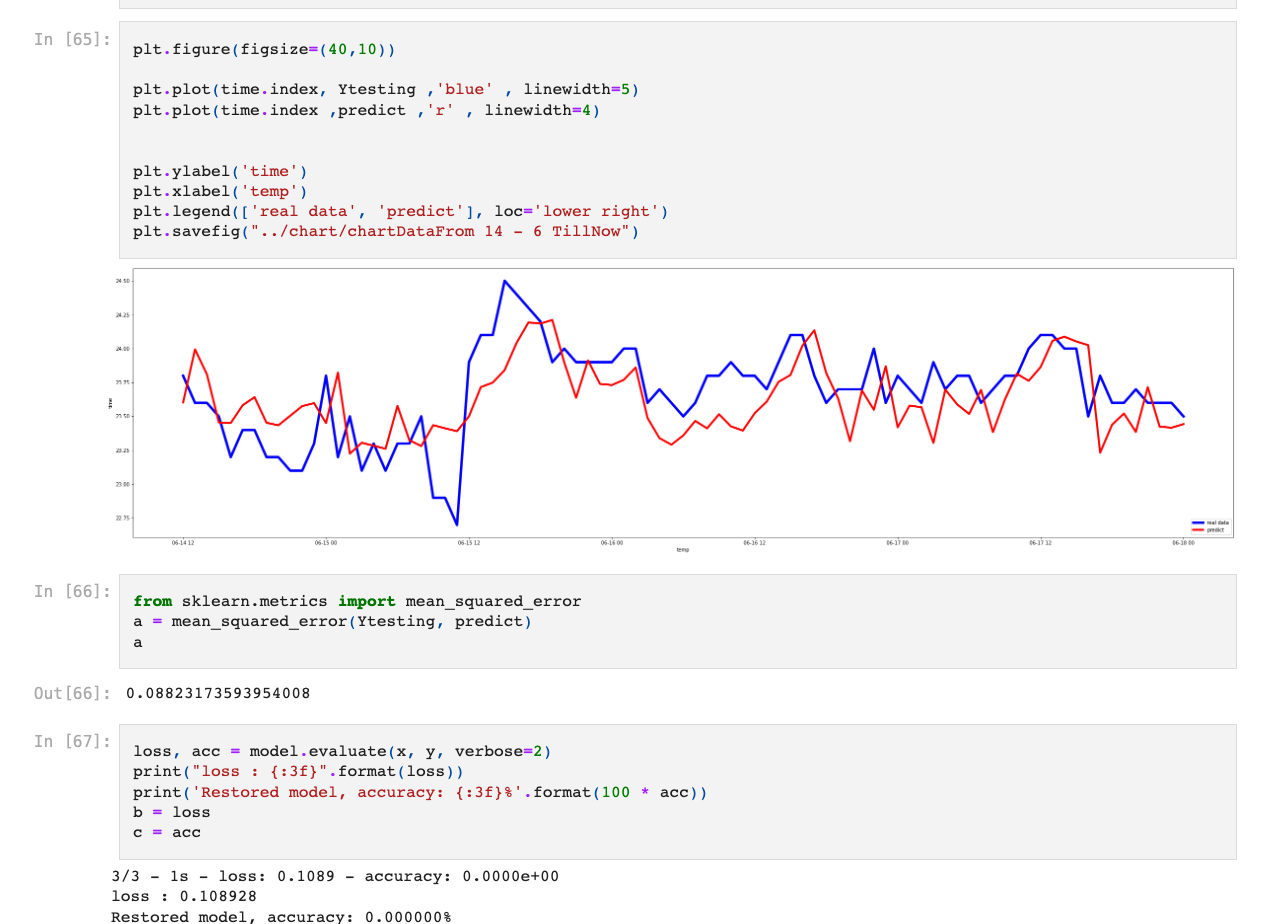 In [65]:
plt.figure(figsize=(40,10))
plt.plot(time.index, Ytesting ,'blue' , linewidth=5)
plt.plot(time.index ,predict ,'r' , linewidth=4)
plt.ylabel('time')
plt.xlabel('temp')
plt.legend(['real data', 'predict'], loc='lower right')
plt.savefig("../chart/chartDataFrom 14 - 6 TillNow")
24.50
24.25
24.00
23.75
23.50
23.25
23.00
22.75
time
real data
predict
06-14 12
06-15 00
06-15 12
06-16 00
06-16 12
06-17 00
06-17 12
06-18 00
temp
In [66]:
from sklearn.metrics import mean_squared_error
a = mean_squared_error(Ytesting, predict)
a
Out[66]: 0.08823173593954008
In [67]:
loss, acc = model.evaluate(x, y, verbose=2)
print("loss : {:3f}".format(loss))
print('Restored model, accuracy: {:3f}%'.format(100 * acc))
b = loss
c = acc
3/3 - 1s - loss: 0.1089 - accuracy: 0.0000e+00
loss : 0.108928
Restored model, accuracy: 0.000000%